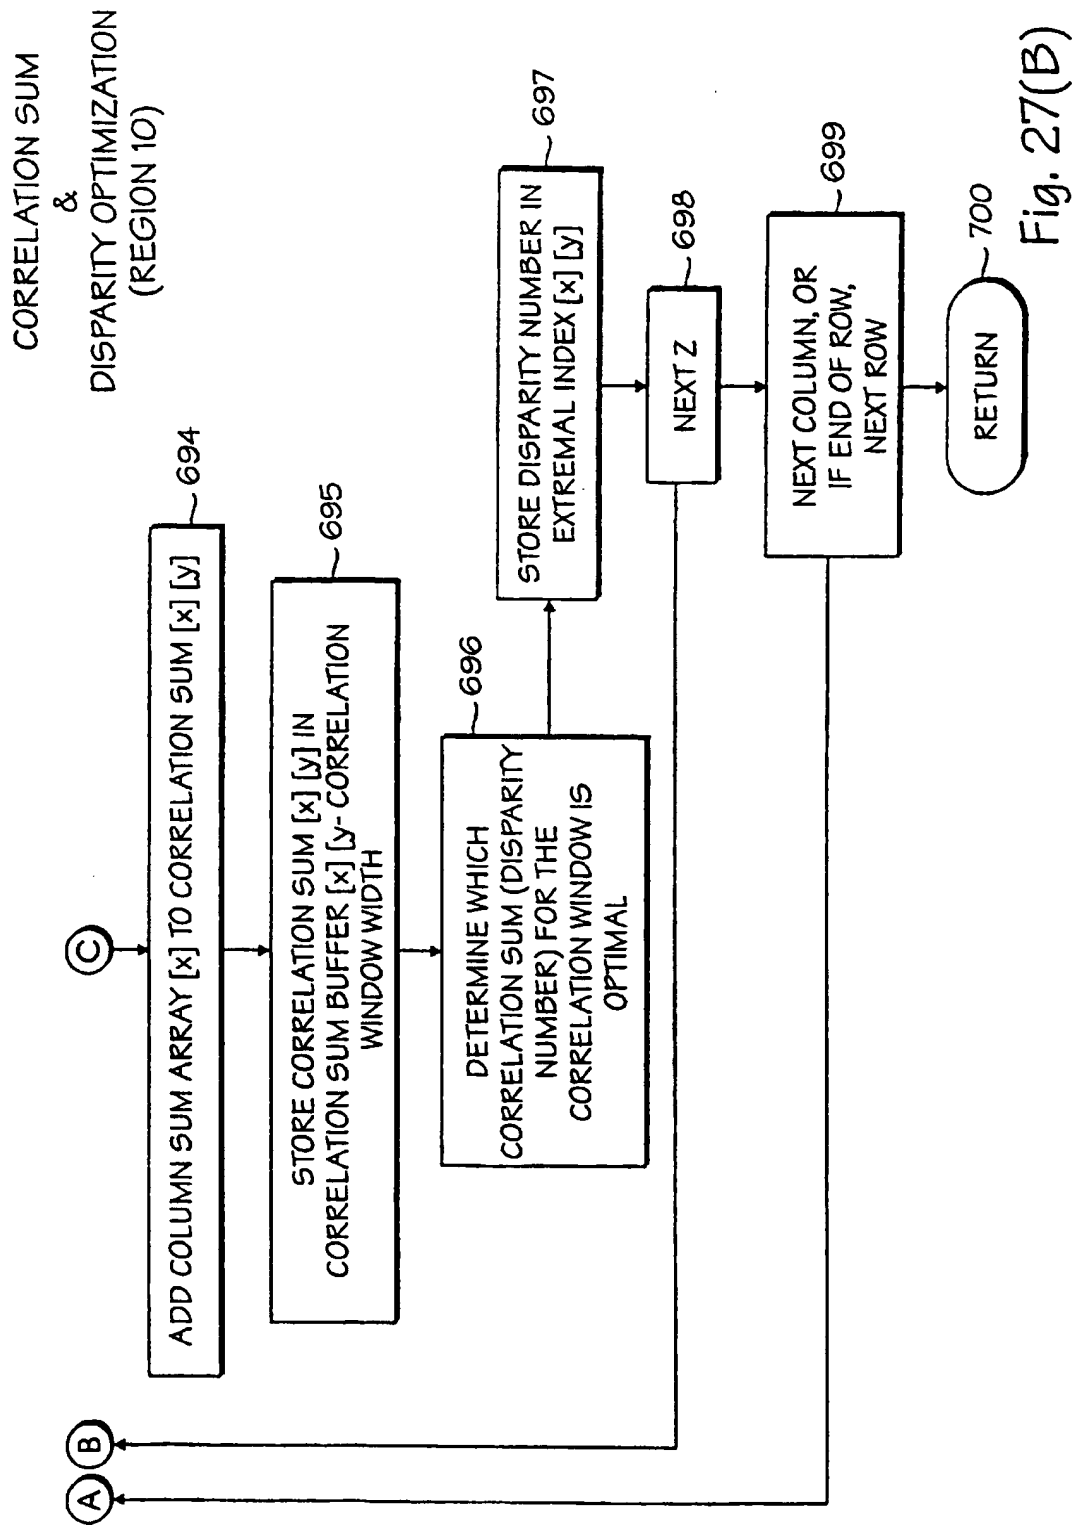 CORRELATION SUM
&
DISPARITY OPTIMIZATION
(REGION 10)
C
ADD COLUMN SUM ARRAY [x] TO CORRELATION SUM [x] [y]
694
STORE CORRELATION SUM [x] [y] IN
CORRELATION SUM BUFFER [x] [y- CORRELATION
WINDOW WIDTH
695
DETERMINE WHICH
CORRELATION SUM (DISPARITY
NUMBER) FOR THE
CORRELATION WINDOW IS
OPTIMAL
696
STORE DISPARITY NUMBER IN
EXTREMAL INDEX [x] [y]
697
NEXT Z
698
NEXT COLUMN, OR
IF END OF ROW,
NEXT ROW
699
RETURN
700
A
B
Fig. 27(B)